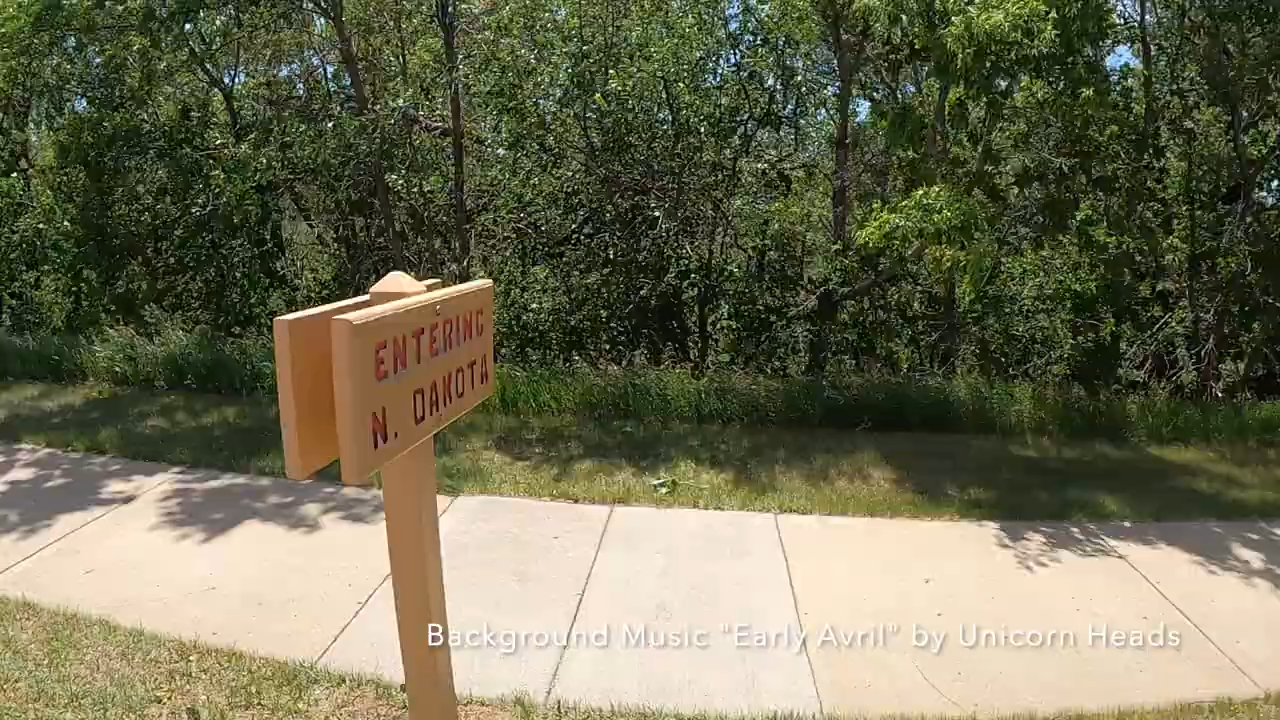 ENTERING
N. DAKOTA
Background Music "Early Avril" by Unicorn Heads